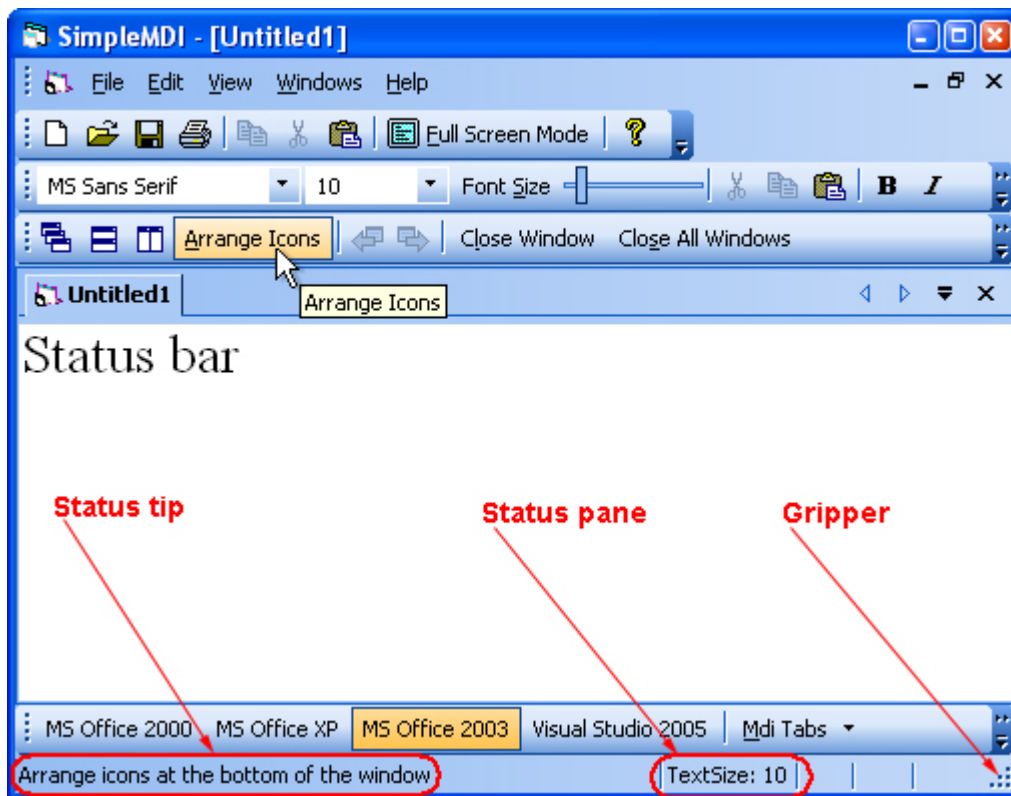 SimpleMDI - [Untitled1]
File Edit View Windows Help
Full Screen Mode
MS Sans Serif 10 Font Size B I
Arrange Icons Close Window Close All Windows
Untitled1
Arrange Icons
Status bar
Status tip Status pane Gripper
MS Office 2000 MS Office XP MS Office 2003 Visual Studio 2005 Mdi Tabs
Arrange icons at the bottom of the window TextSize: 10